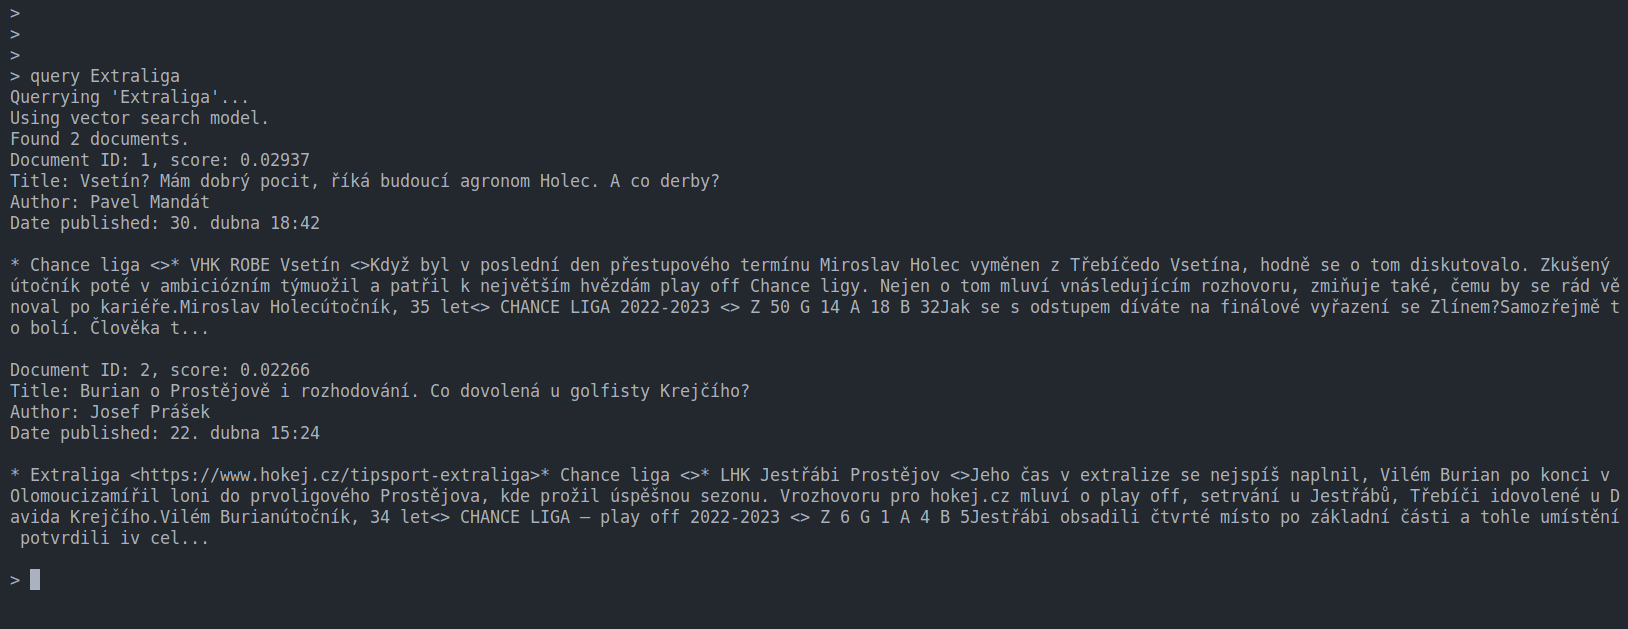 >
>
>
> query Extraliga
Querrying 'Extraliga'...
Using vector search model.
Found 2 documents.
Document ID: 1, score: 0.02937
Title: Vsetín? Mám dobrý pocit, říká budoucí agronom Holec. A co derby?
Author: Pavel Mandát
Date published: 30. dubna 18:42
* Chance liga <>* VHK ROBE Vsetín <>Když byl v poslední den přestupového termínu Miroslav Holec vyměnen z Třebíčedo Vsetína, hodně se o tom diskutovalo. Zkušený
útočník poté v ambiciózním týmuožil a patřil k největším hvězdám play off Chance ligy. Nejen o tom mluví vnásledujícím rozhovoru, zmiňuje také, čemu by se rád vě
noval po kariéře.Miroslav Holecútočník, 35 let<> CHANCE LIGA 2022-2023 <> Z 50 G 14 A 18 B 32Jak se s odstupem díváte na finálové vyřazení se Zlínem?Samozřejmě t
o bolí. Člověka t...
Document ID: 2, score: 0.02266
Title: Burian o Prostějově i rozhodování. Co dovolená u golfisty Krejčího?
Author: Josef Prášek
Date published: 22. dubna 15:24
* Extraliga <https://www.hokej.cz/tipsport-extraliga>* Chance liga <>* LHK Jestřábi Prostějov <>Jeho čas v extralize se nejspíš naplnil, Vilém Burian po konci v
Olomoucizamířil loni do prvoligového Prostějova, kde prožil úspěšnou sezonu. Vrozhovoru pro hokej.cz mluví o play off, setrvání u Jestřábů, Třebíči idovolené u D
avida Krejčího.Vilém Buriánútočník, 34 let<> CHANCE LIGA – play off 2022-2023 <> Z 6 G 1 A 4 B 5Jestřábi obsadili čtvrté místo po základní části a tohle umístění
potvrdili iv cel...
>